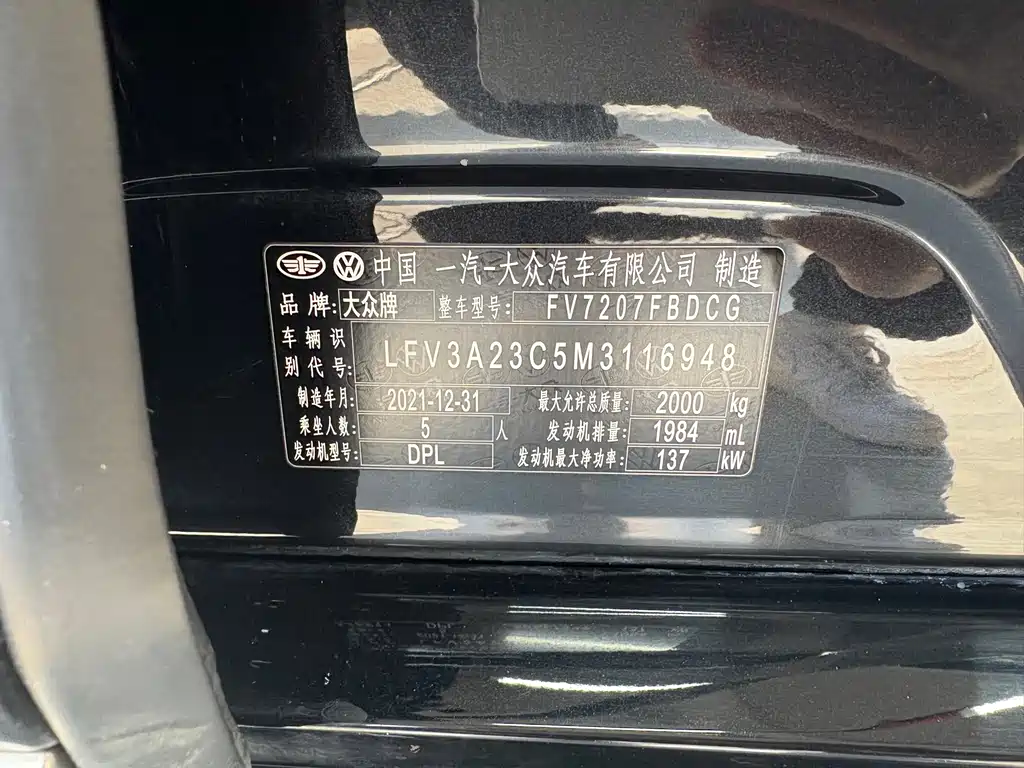 中国 一汽-大众汽车有限公司 制造
品 牌: 大众牌 整车型号: FV7207FBDCG
车 辆 识
别 代 号: LFV3A23C5M3116948
制造年月: 2021-12-31 最大允许总质量: 2000 kg
乘坐人数: 5 人 发动机排量: 1984 mL
发动机型号: DPL 发动机最大净功率: 137 kW